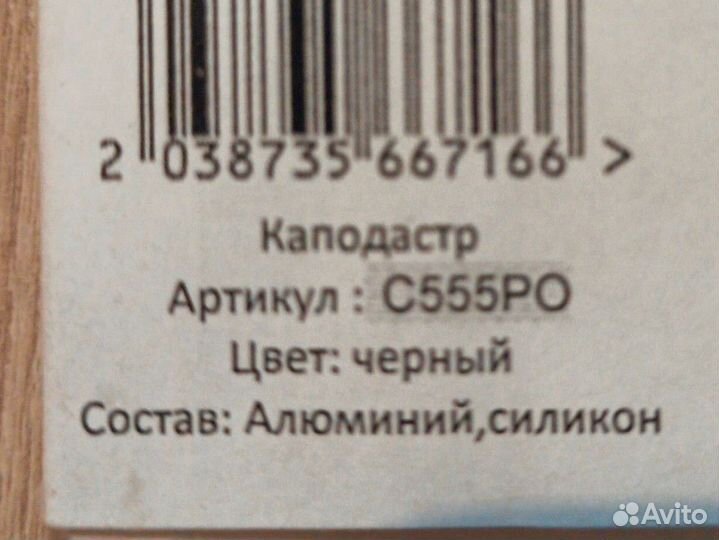 2 038735 667166 >
Каподастр
Артикул : C555PO
Цвет: черный
Состав: Алюминий,силикон
Avito